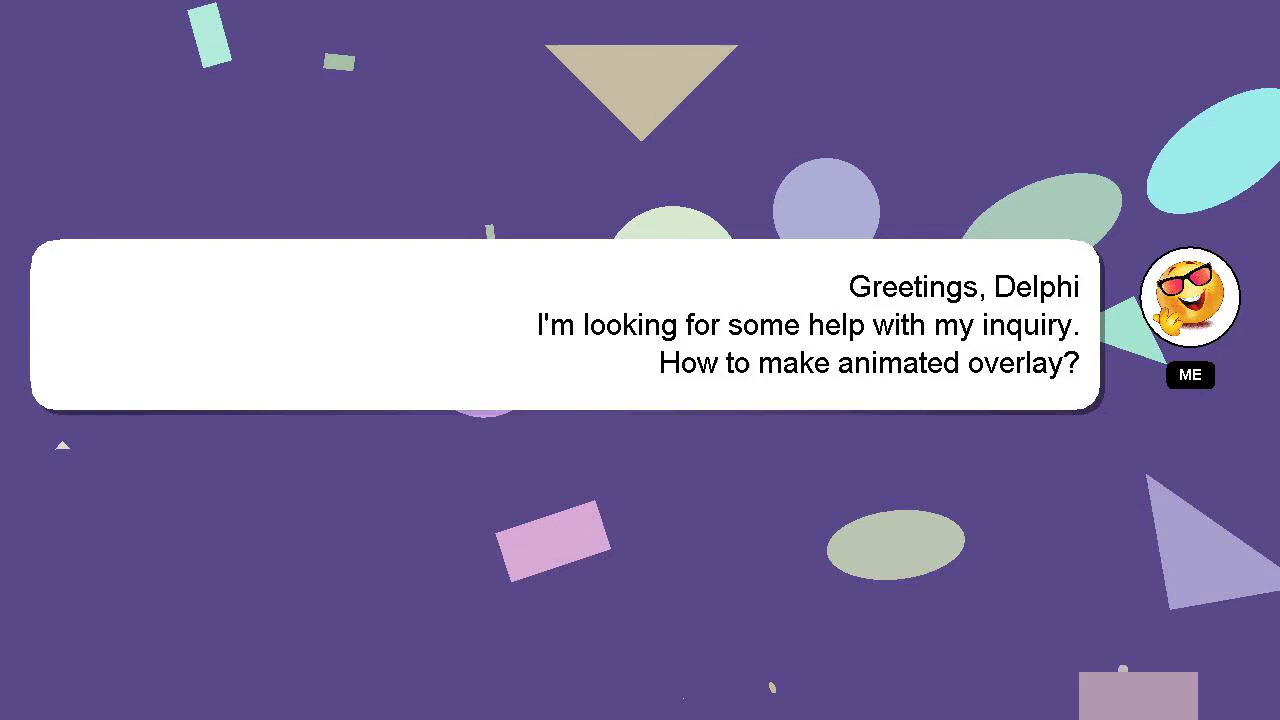 Greetings, Delphi
I'm looking for some help with my inquiry.
How to make animated overlay?
ME